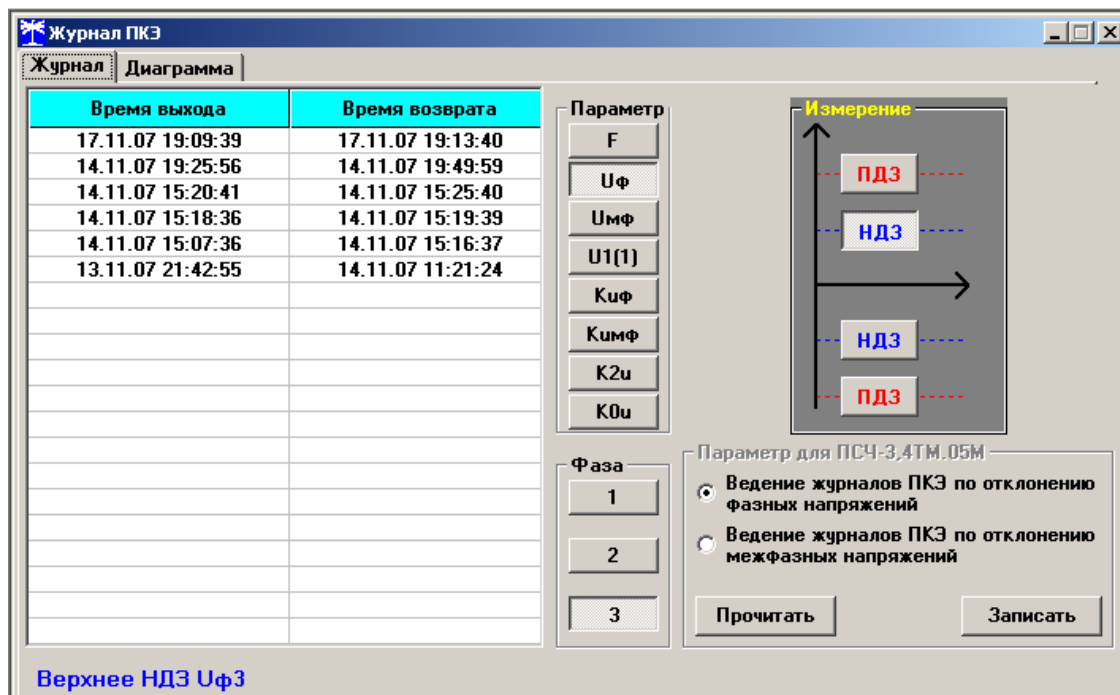 Журнал ПКЭ
Журнал Диаграмма
Время выхода Время возврата
17.11.07 19:09:39 17.11.07 19:13:40
14.11.07 19:25:56 14.11.07 19:49:59
14.11.07 15:20:41 14.11.07 15:25:40
14.11.07 15:18:36 14.11.07 15:19:39
14.11.07 15:07:36 14.11.07 15:16:37
13.11.07 21:42:55 14.11.07 11:21:24
Параметр
F
Uф
Uмф
U1(1)
Kuф
Kuмф
K2u
K0u
Фаза
1
2
3
Измерение
ПДЗ
НДЗ
НДЗ
ПДЗ
Параметр для ПСЧ-3,4ТМ.05М
Ведение журналов ПКЭ по отклонению
фазных напряжений
Ведение журналов ПКЭ по отклонению
межфазных напряжений
Прочитать Записать
Верхнее НДЗ Uф3